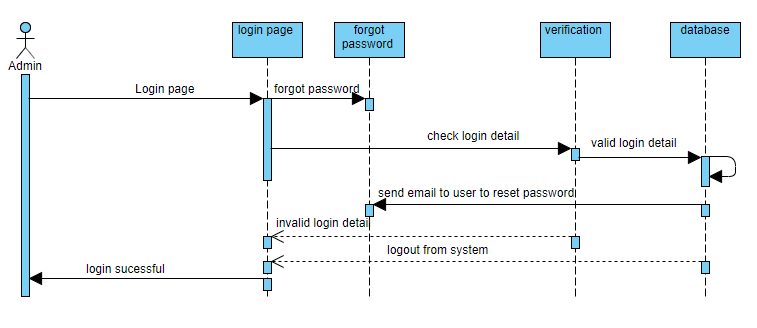 login page
forgot
password
verification
database
Admin
Login page
forgot password
check login detail
valid login detail
send email to user to reset password
invalid login detail
logout from system
login sucessful